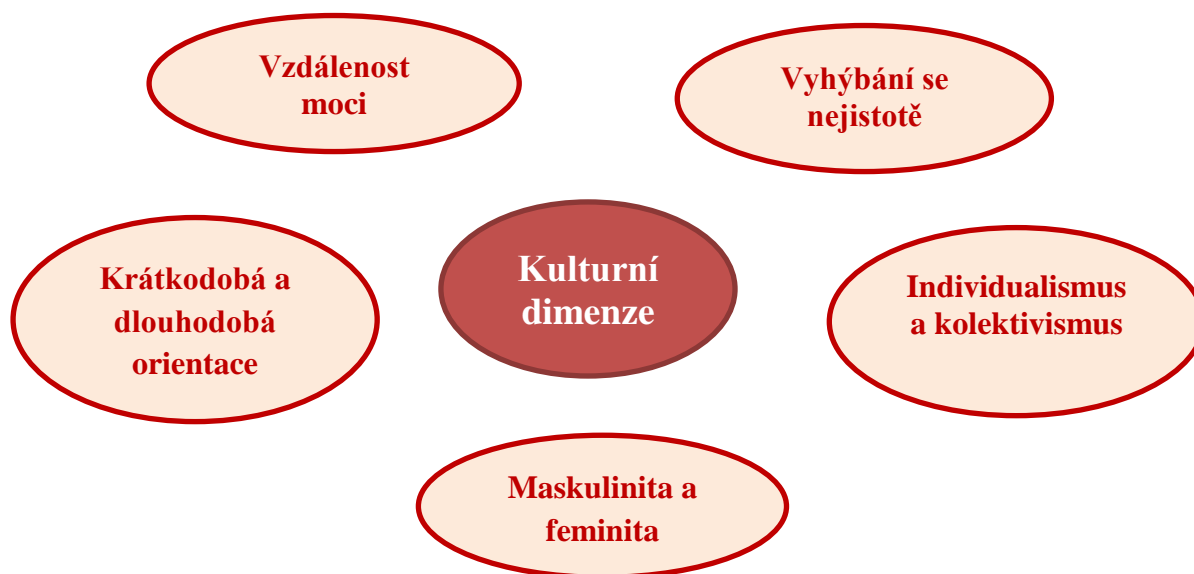 Vzdálenost
moci
Vyhýbání se
nejistotě
Krátkodobá a
dlouhodobá
orientace
Kulturní
dimenze
Individualismus
a kolektivismus
Maskulinita a
feminita